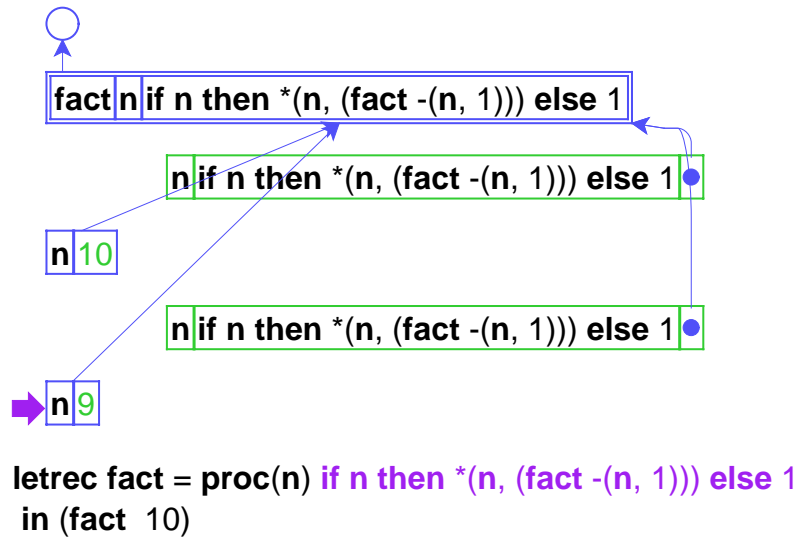 fact n if n then *(n, (fact -(n, 1))) else 1
n if n then *(n, (fact -(n, 1))) else 1
n 10
n if n then *(n, (fact -(n, 1))) else 1
n 9
letrec fact = proc(n) if n then *(n, (fact -(n, 1))) else 1
in (fact 10)